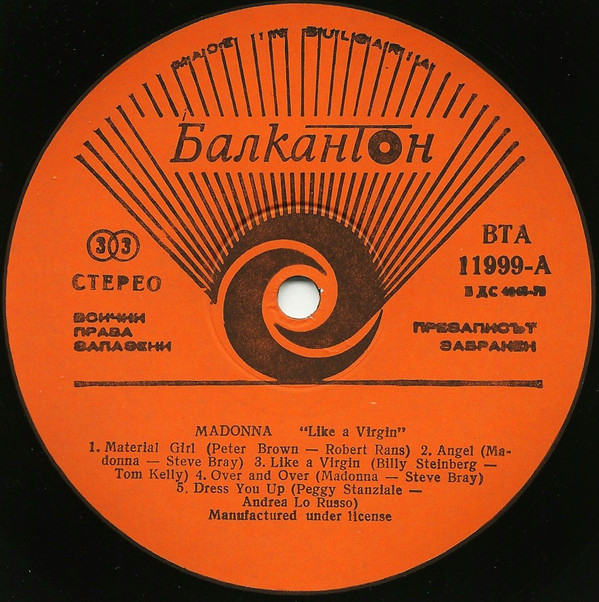 MADE IN BULGARIA
Балкантон
33
СТЕРЕО
ВТА
11999-A
ВСИЧКИ
ПРАВА
ЗАПАЗЕНИ
ПРЕЗАПИСЪТ
ЗАБРАНЕН
MADONNA "Like a Virgin"
1. Material Girl (Peter Brown — Robert Rans) 2. Angel (Ma-
donna — Steve Bray) 3. Like a Virgin (Billy Steinberg —
Tom Kelly) 4. Over and Over (Madonna — Steve Bray)
5. Dress You Up (Peggy Stanziale —
Andrea Lo Russo)
Manufactured under license